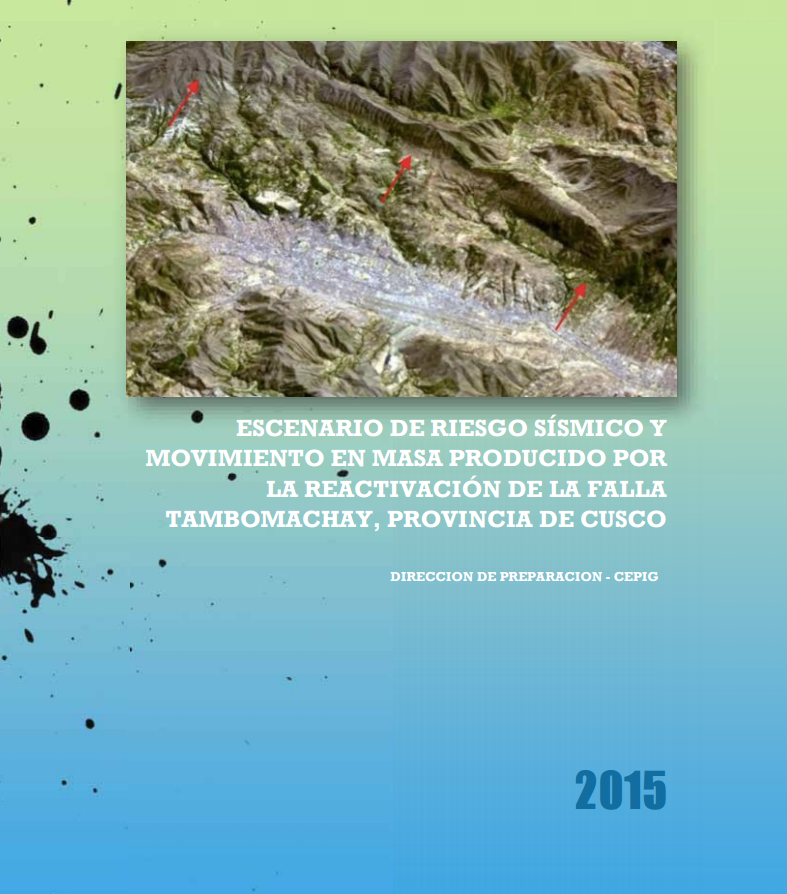 ESCENARIO DE RIESGO SÍSMICO Y
MOVIMIENTO EN MASA PRODUCIDO POR
LA REACTIVACIÓN DE LA FALLA
TAMBOMACHAY, PROVINCIA DE CUSCO
DIRECCION DE PREPARACION - CEPIG
2015